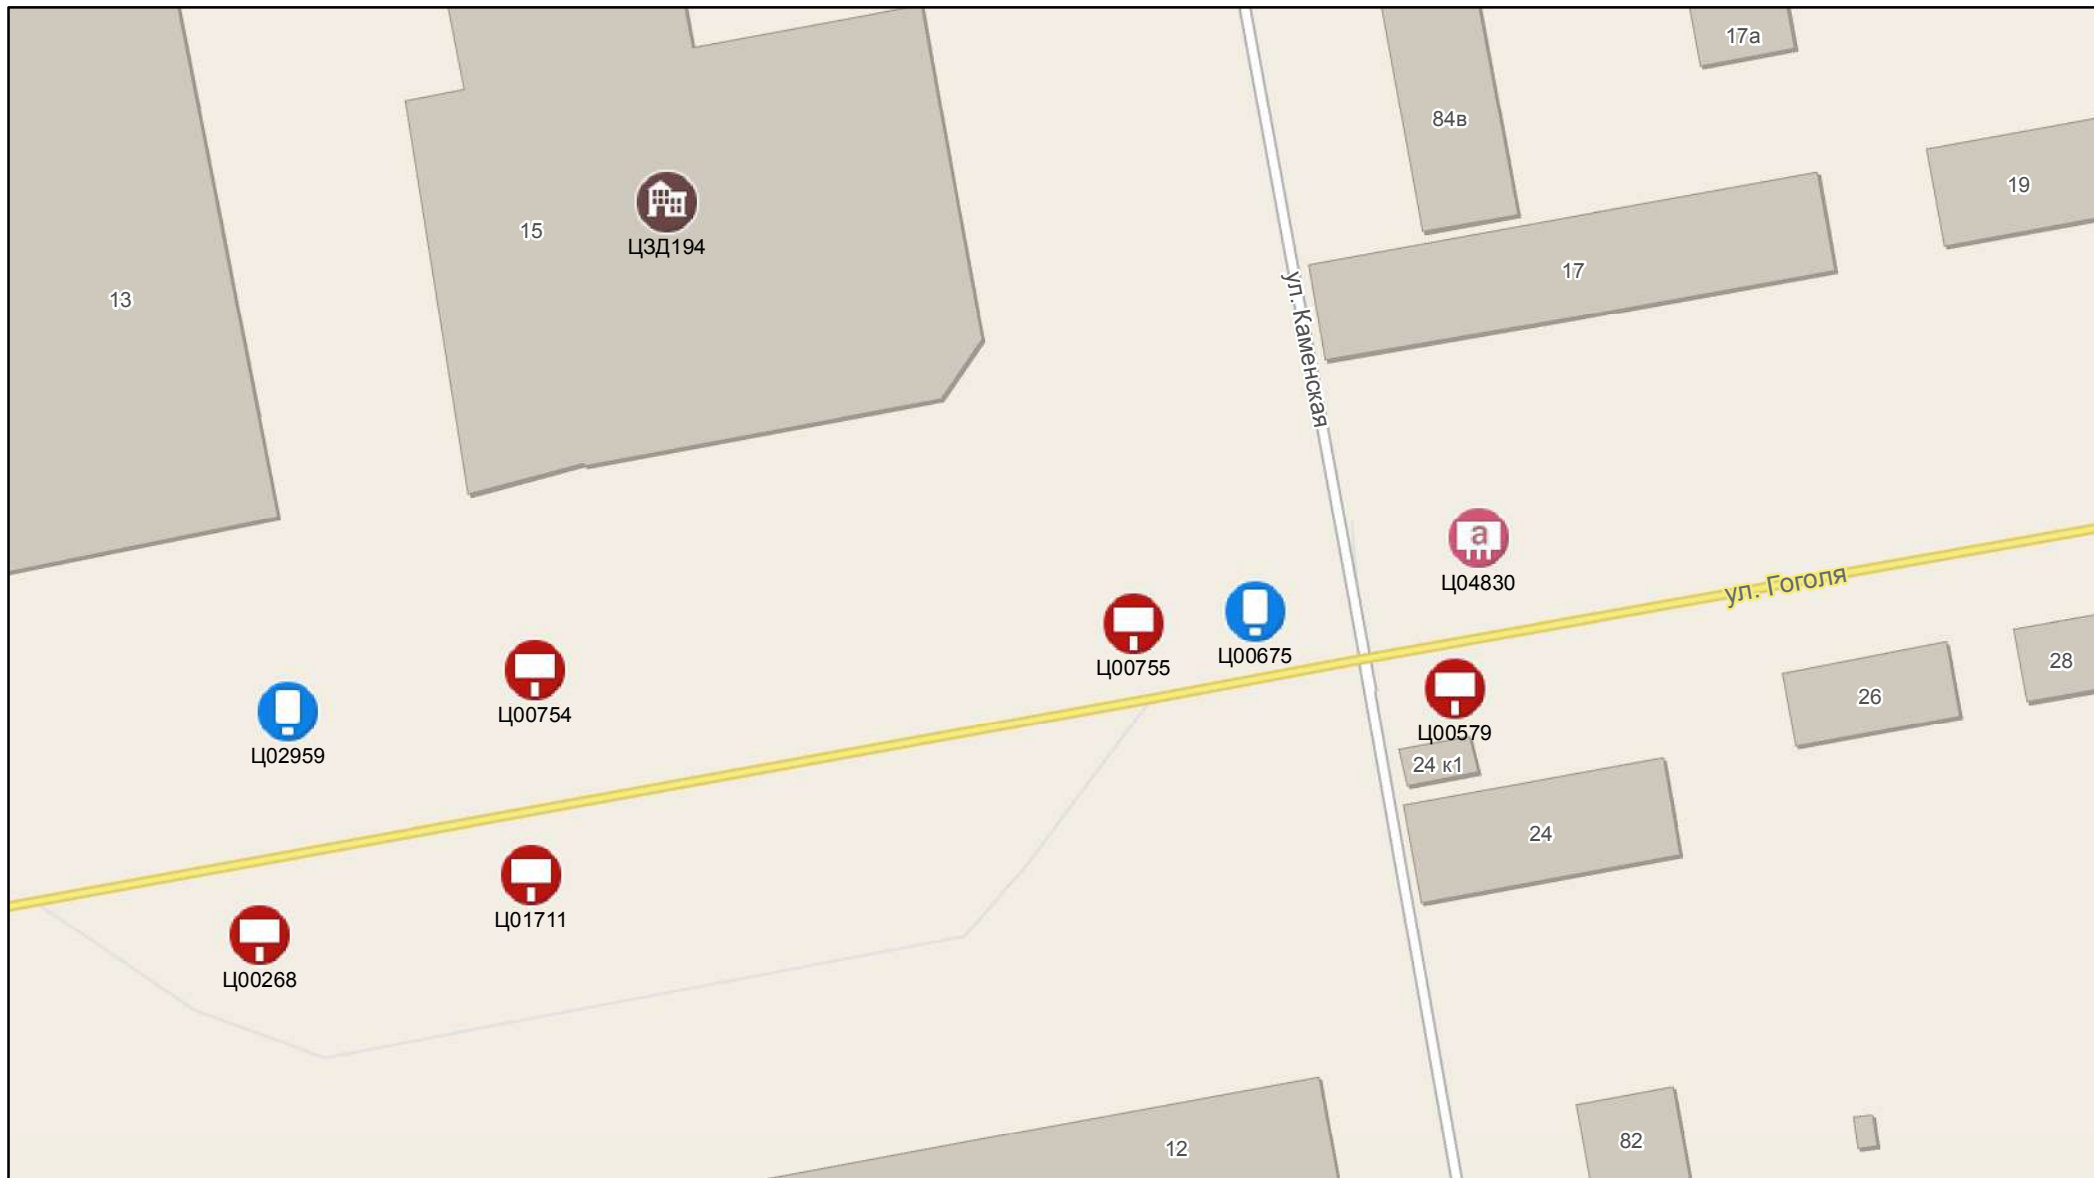 17а
84в
19
15
ЦЗД194
17
13
ул. Каменская
а
Ц04830
ул. Гоголя
Ц00755
Ц00675
28
26
Ц00754
Ц00579
Ц02959
24 к1
24
Ц01711
Ц00268
82
12